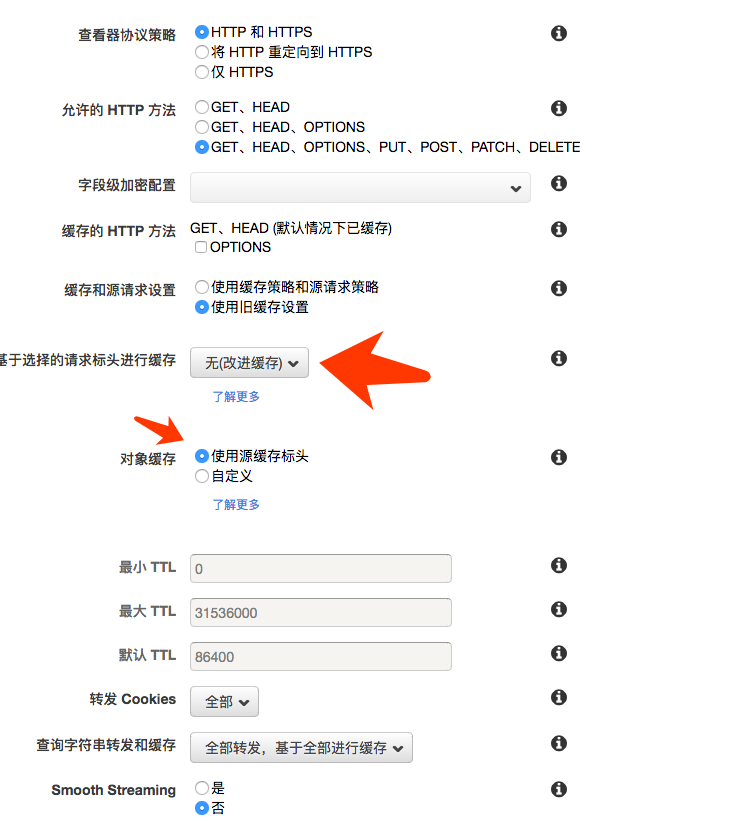 查看器协议策略
HTTP 和 HTTPS
将 HTTP 重定向到 HTTPS
仅 HTTPS
允许的 HTTP 方法
GET、HEAD
GET、HEAD、OPTIONS
GET、HEAD、OPTIONS、PUT、POST、PATCH、DELETE
字段级加密配置
缓存的 HTTP 方法
GET、HEAD (默认情况下已缓存)
OPTIONS
缓存和源请求设置
使用缓存策略和源请求策略
使用旧缓存设置
基于选择的请求标头进行缓存
无(改进缓存)
了解更多
对象缓存
使用源缓存标头
自定义
了解更多
最小 TTL
0
最大 TTL
31536000
默认 TTL
86400
转发 Cookies
全部
查询字符串转发和缓存
全部转发，基于全部进行缓存
Smooth Streaming
是
否